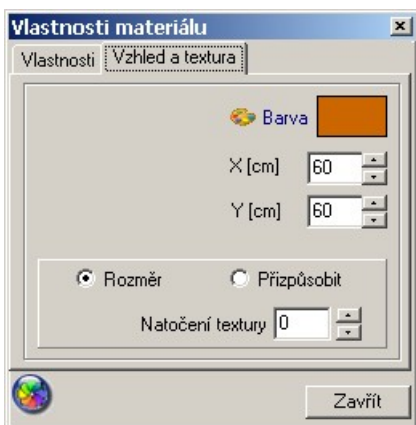 Vlastnosti materiálu
Vlastnosti Vzhled a textura
Barva
X [cm] 60
Y [cm] 60
Rozměr Přizpůsobit
Natočení textury 0
Zavřít